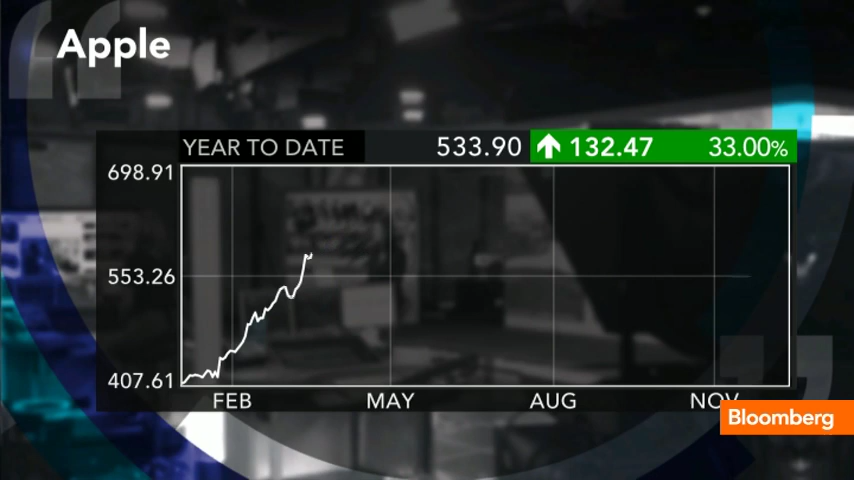 Apple
YEAR TO DATE 533.90 132.47 33.00%
698.91
553.26
407.61
FEB MAY AUG NOV
Bloomberg